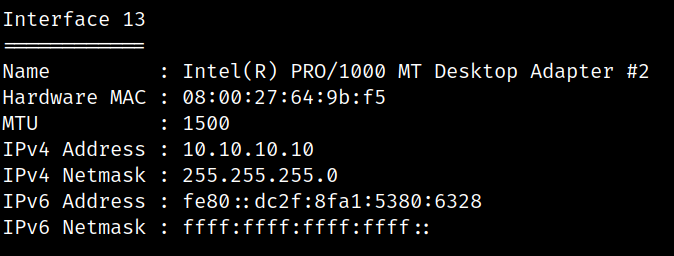 Interface 13
============
Name         : Intel(R) PRO/1000 MT Desktop Adapter #2
Hardware MAC : 08:00:27:64:9b:f5
MTU          : 1500
IPv4 Address : 10.10.10.10
IPv4 Netmask : 255.255.255.0
IPv6 Address : fe80::dc2f:8fa1:5380:6328
IPv6 Netmask : ffff:ffff:ffff:ffff::